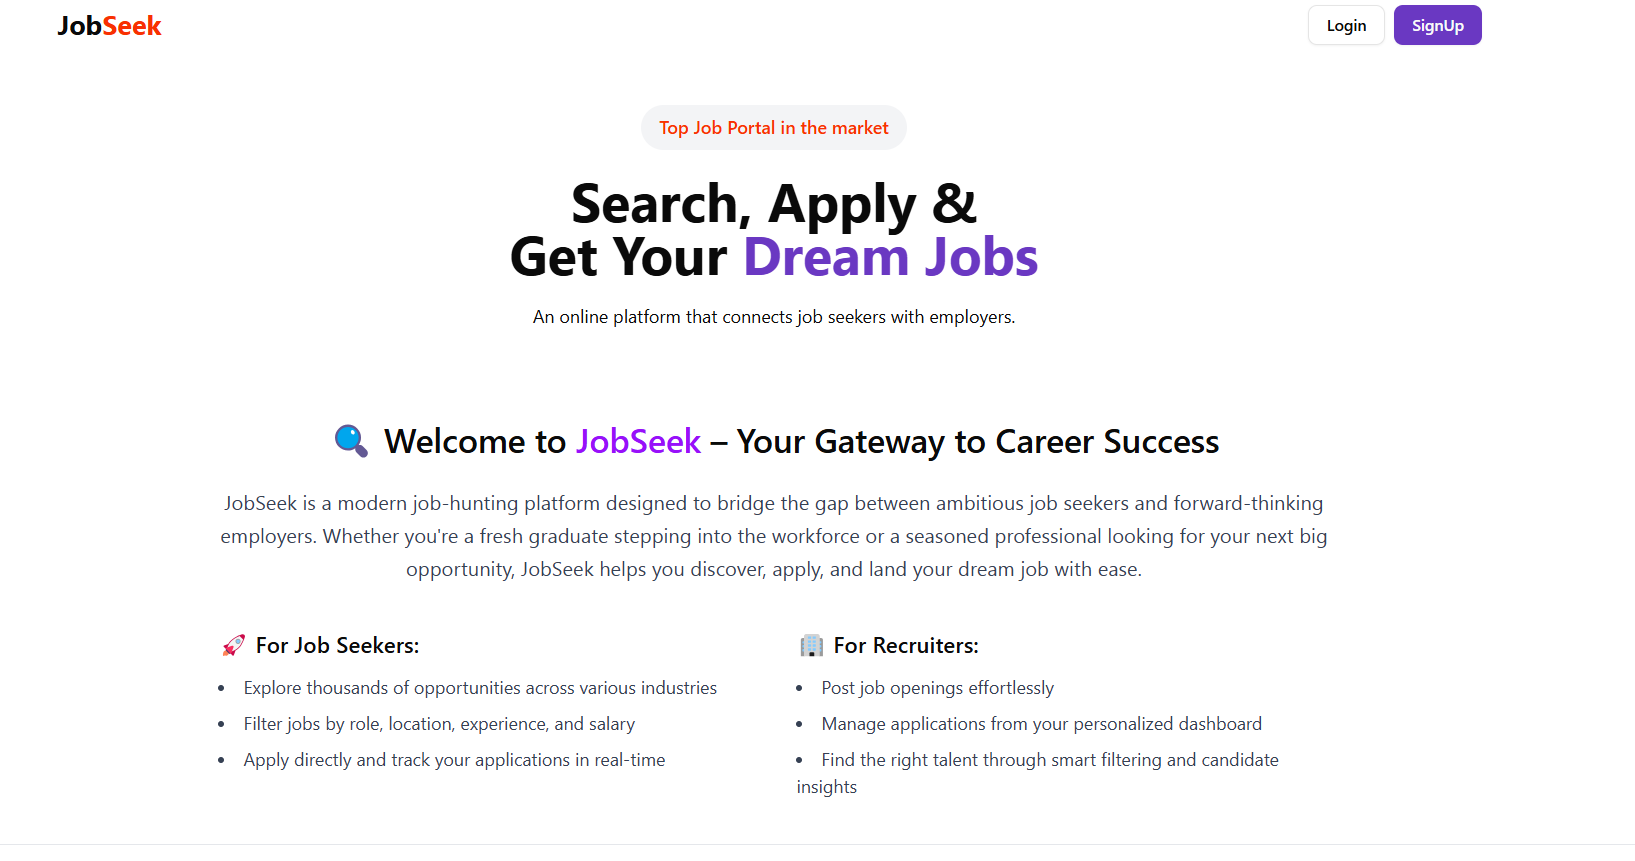 JobSeek
Login
SignUp
Top Job Portal in the market
Search, Apply &
Get Your Dream Jobs
An online platform that connects job seekers with employers.
Welcome to JobSeek – Your Gateway to Career Success
JobSeek is a modern job-hunting platform designed to bridge the gap between ambitious job seekers and forward-thinking
employers. Whether you're a fresh graduate stepping into the workforce or a seasoned professional looking for your next big
opportunity, JobSeek helps you discover, apply, and land your dream job with ease.
For Job Seekers:
• Explore thousands of opportunities across various industries
• Filter jobs by role, location, experience, and salary
• Apply directly and track your applications in real-time
For Recruiters:
• Post job openings effortlessly
• Manage applications from your personalized dashboard
• Find the right talent through smart filtering and candidate
insights